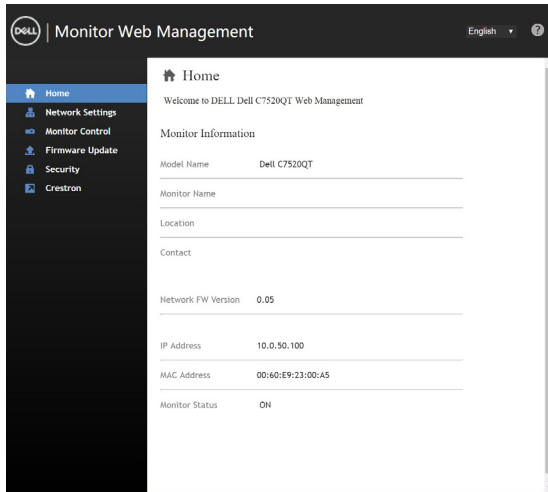 DELL | Monitor Web Management
English
?
Home
Network Settings
Monitor Control
Firmware Update
Security
Crestron
Home
Welcome to DELL Dell C7520QT Web Management
Monitor Information
Model Name Dell C7520QT
Monitor Name
Location
Contact
Network FW Version 0.05
IP Address 10.0.50.100
MAC Address 00:60:E9:23:00:A5
Monitor Status ON